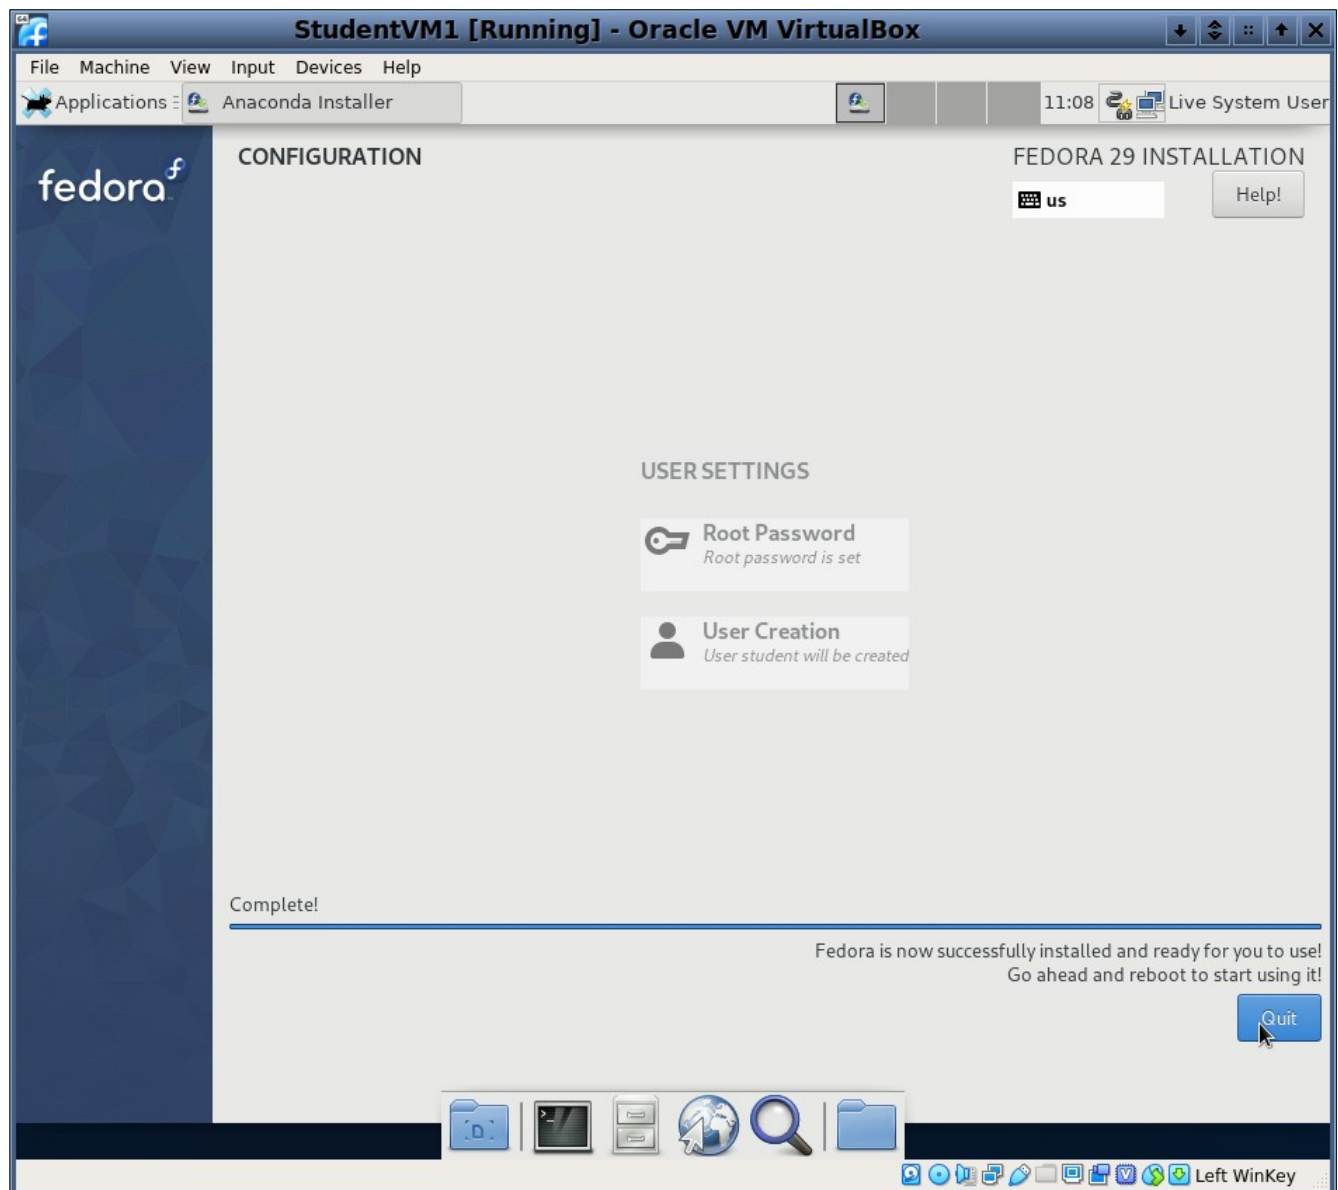 StudentVM1 [Running] - Oracle VM VirtualBox
File Machine View Input Devices Help
Applications Anaconda Installer 11:08 Live System User
fedora
CONFIGURATION
FEDORA 29 INSTALLATION
us
Help!
USER SETTINGS
Root Password
Root password is set
User Creation
User student will be created
Complete!
Fedora is now successfully installed and ready for you to use!
Go ahead and reboot to start using it!
Quit
Left WinKey